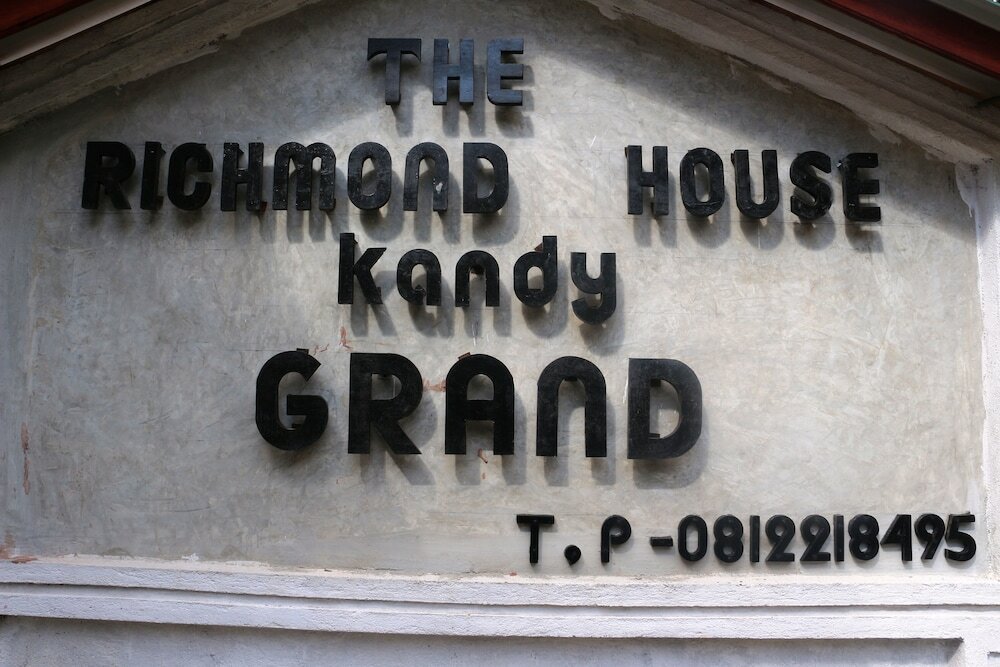 THE
RICHMOND HOUSE
kandy
GRAND
T,P-0812218495